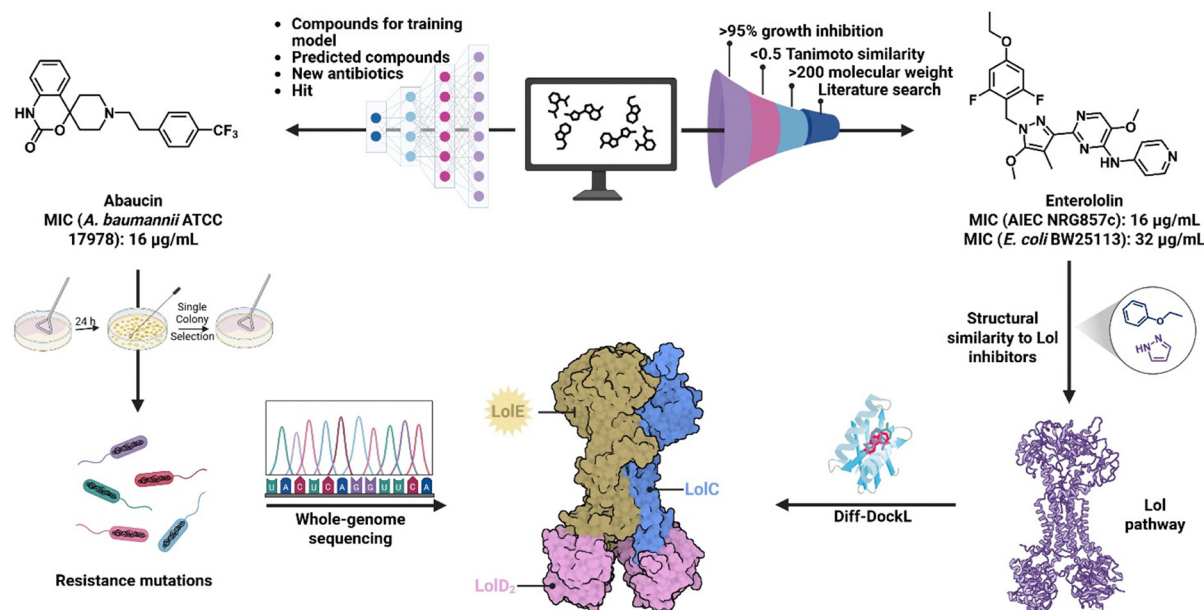 • Compounds for training
model
• Predicted compounds
• New antibiotics
• Hit
>95% growth inhibition
<0.5 Tanimoto similarity
>200 molecular weight
Literature search
HN
O
O
N
CF₃
Abaucin
MIC (A. baumannii ATCC
17978): 16 µg/mL
O
F
F
N
N
O
N
N
O
HN
N
Enterololin
MIC (AIEC NRG857c): 16 µg/mL
MIC (E. coli BW25113): 32 µg/mL
24 h
Single
Colony
Selection
Structural
similarity to Lol
inhibitors
O
HN
N
LolE
LolC
LolD₂
U A C U C A G G U U C A
Whole-genome
sequencing
Diff-DockL
Lol
pathway
Resistance mutations